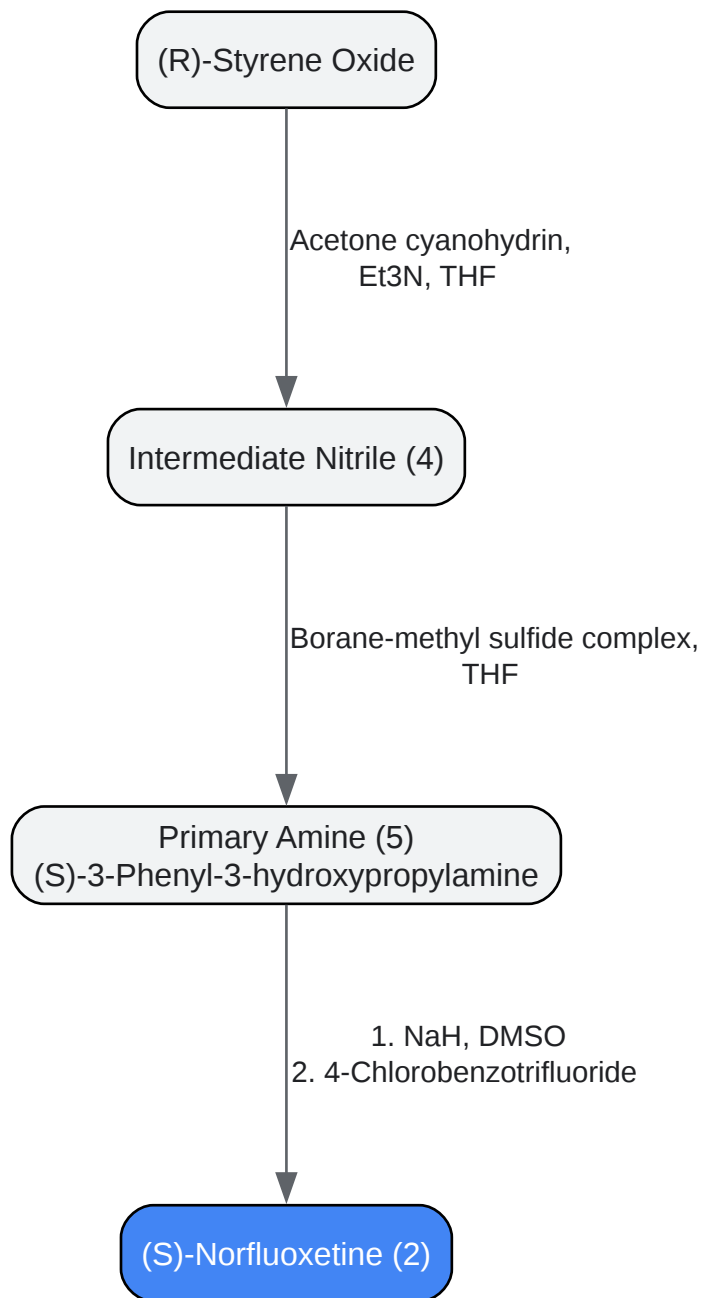 (R)-Styrene Oxide
Acetone cyanohydrin,
Et3N, THF
Intermediate Nitrile (4)
Borane-methyl sulfide complex,
THF
Primary Amine (5)
(S)-3-Phenyl-3-hydroxypropylamine
1. NaH, DMSO
2. 4-Chlorobenzotrifluoride
(S)-Norfluoxetine (2)